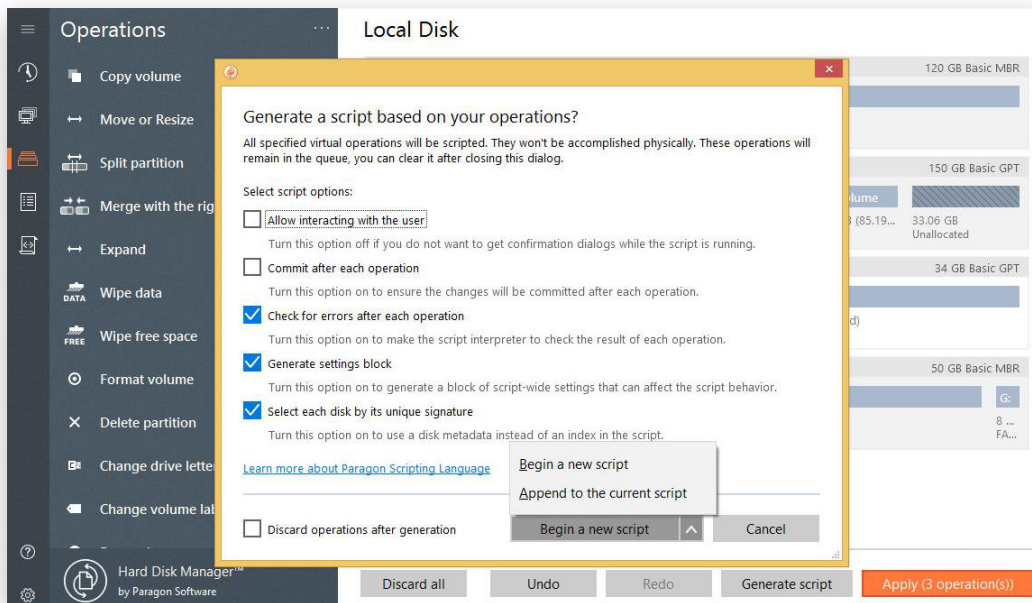 Operations
...
Local Disk
Copy volume
Move or Resize
Split partition
Merge with the rig
Expand
DATA
Wipe data
FREE
Wipe free space
Format volume
Delete partition
Change drive lette
Change volume lab
Hard Disk Manager™
by Paragon Software
120 GB Basic MBR
150 GB Basic GPT
lume
(85.19...
33.06 GB
Unallocated
34 GB Basic GPT
d)
50 GB Basic MBR
G:
8 ...
FA...
Generate a script based on your operations?
All specified virtual operations will be scripted. They won't be accomplished physically. These operations will
remain in the queue, you can clear it after closing this dialog.
Select script options:
Allow interacting with the user
Turn this option off if you do not want to get confirmation dialogs while the script is running.
Commit after each operation
Turn this option on to ensure the changes will be committed after each operation.
Check for errors after each operation
Turn this option on to make the script interpreter to check the result of each operation.
Generate settings block
Turn this option on to generate a block of script-wide settings that can affect the script behavior.
Select each disk by its unique signature
Turn this option on to use a disk metadata instead of an index in the script.
Learn more about Paragon Scripting Language
Begin a new script
Append to the current script
Discard operations after generation
Begin a new script
Cancel
Discard all
Undo
Redo
Generate script
Apply (3 operation(s))